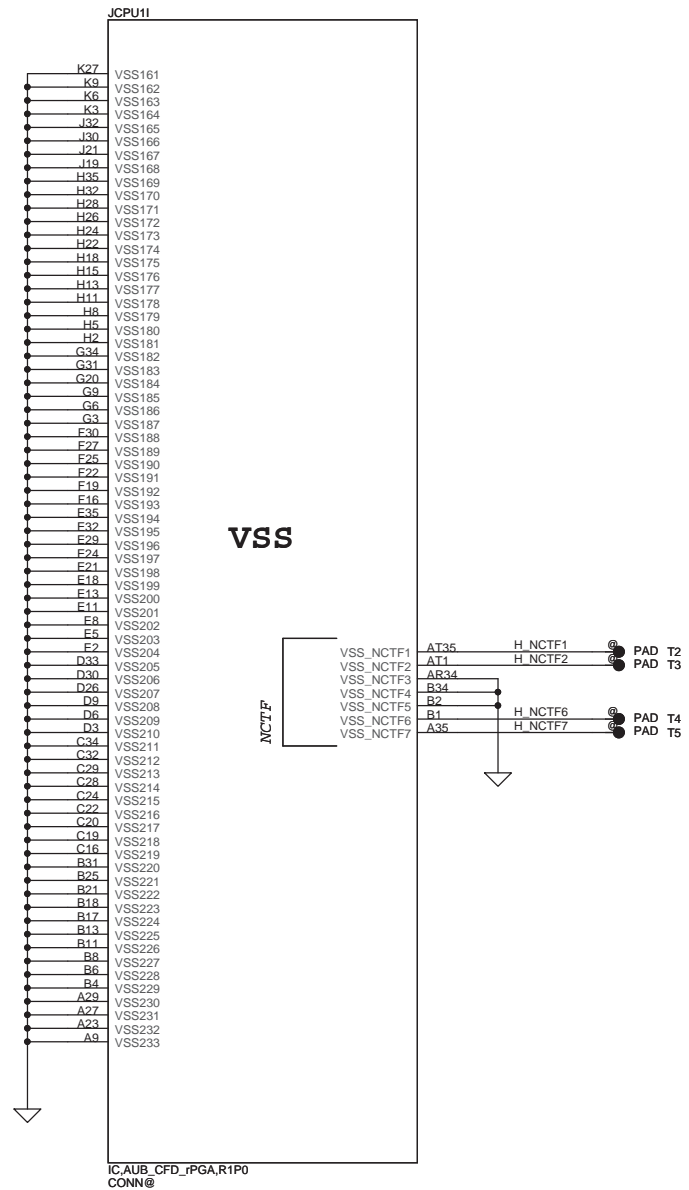 JCPU1I
K27 VSS161
K9 VSS162
K6 VSS163
K3 VSS164
J32 VSS165
J30 VSS166
J21 VSS167
J19 VSS168
H35 VSS169
H32 VSS170
H28 VSS171
H26 VSS172
H24 VSS173
H22 VSS174
H18 VSS175
H15 VSS176
H13 VSS177
H11 VSS178
H8 VSS179
H5 VSS180
H2 VSS181
G34 VSS182
G31 VSS183
G20 VSS184
G9 VSS185
G6 VSS186
G3 VSS187
F30 VSS188
F27 VSS189
F25 VSS190
F22 VSS191
F19 VSS192
F16 VSS193
E35 VSS194
E32 VSS195
E29 VSS196
E24 VSS197
E21 VSS198
E18 VSS199
E13 VSS200
E11 VSS201
E8 VSS202
E5 VSS203
E2 VSS204
D33 VSS205
D30 VSS206
D26 VSS207
D9 VSS208
D6 VSS209
D3 VSS210
C34 VSS211
C32 VSS212
C29 VSS213
C28 VSS214
C24 VSS215
C22 VSS216
C20 VSS217
C19 VSS218
C16 VSS219
B31 VSS220
B25 VSS221
B21 VSS222
B18 VSS223
B17 VSS224
B13 VSS225
B11 VSS226
B8 VSS227
B6 VSS228
B4 VSS229
A29 VSS230
A27 VSS231
A23 VSS232
A9 VSS233
VSS
NCTF
VSS_NCTF1 AT35 H_NCTF1 @ PAD T2
VSS_NCTF2 AT1 H_NCTF2 @ PAD T3
VSS_NCTF3 AR34
VSS_NCTF4 B34
VSS_NCTF5 B2
VSS_NCTF6 B1 H_NCTF6 @ PAD T4
VSS_NCTF7 A35 H_NCTF7 @ PAD T5
IC,AUB_CFD_rPGA,R1P0
CONN@